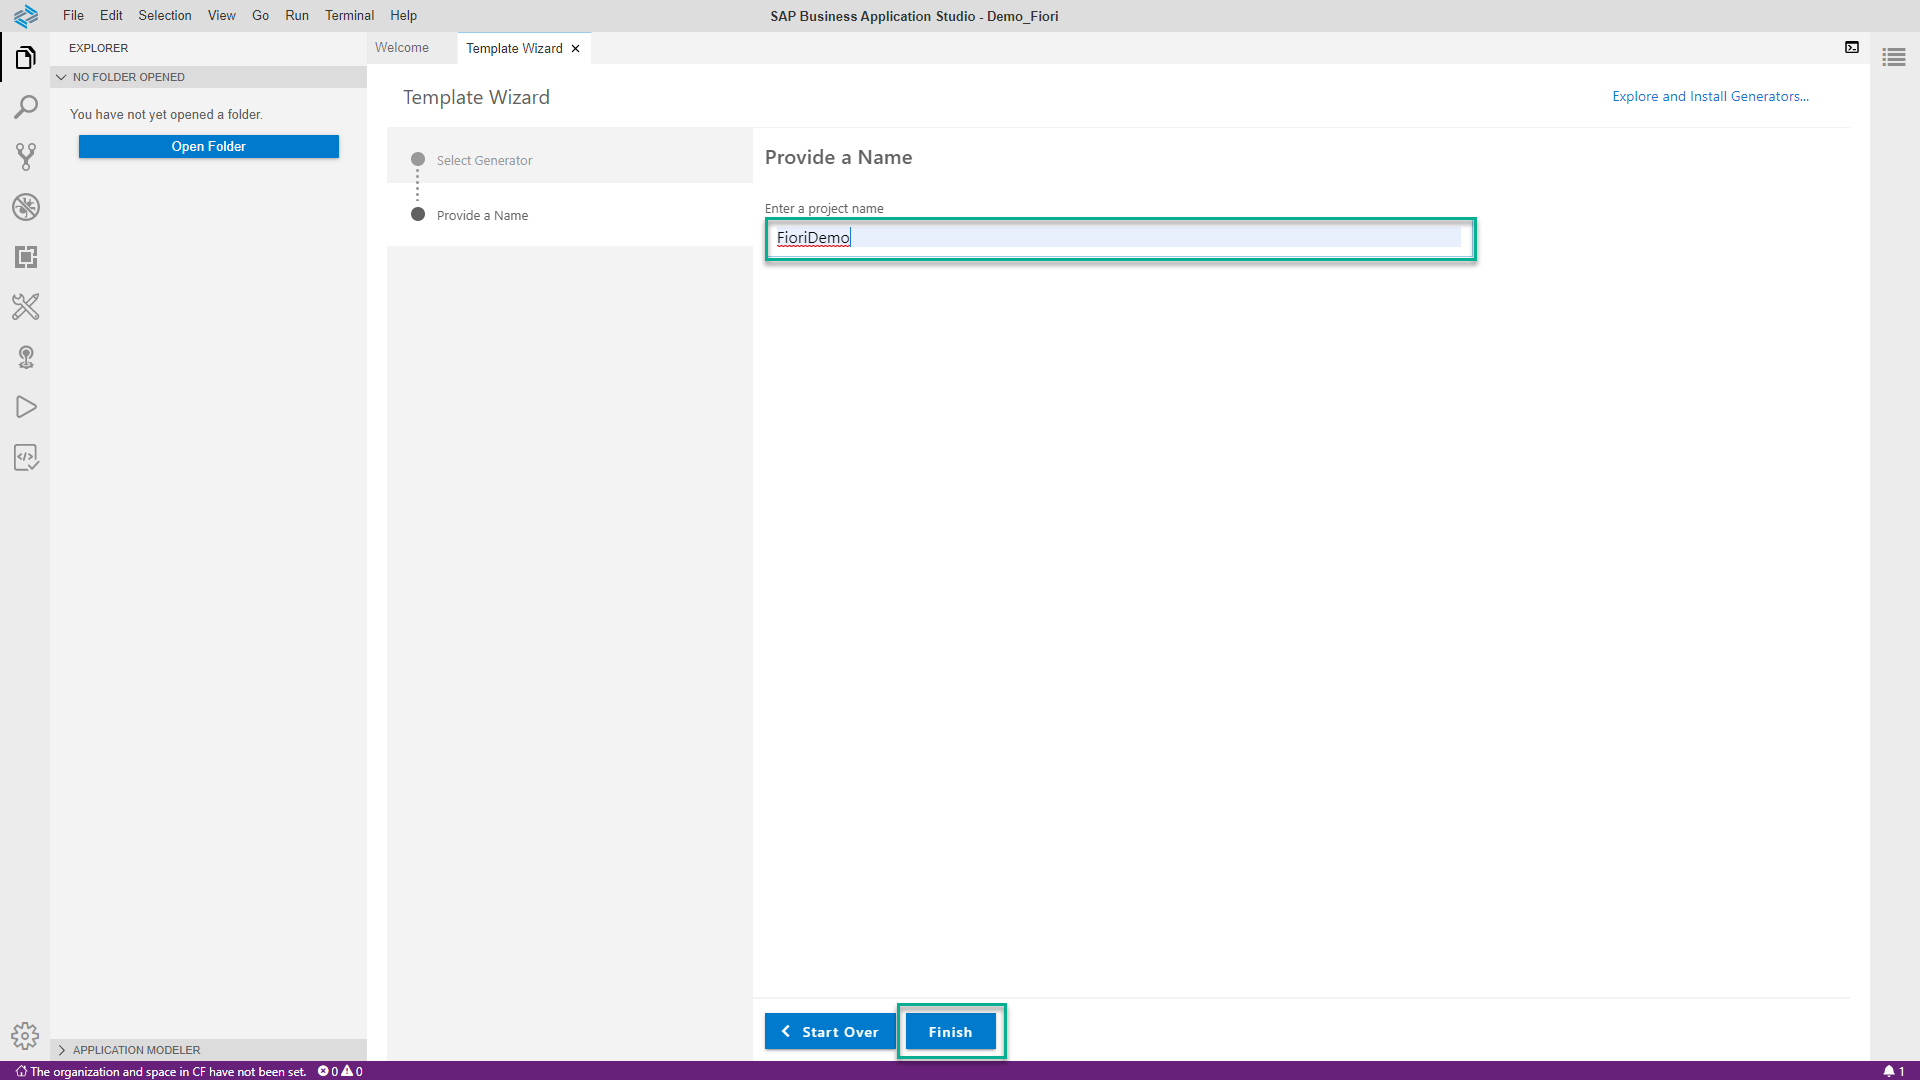 File Edit Selection View Go Run Terminal Help
SAP Business Application Studio - Demo_Fiori
EXPLORER
NO FOLDER OPENED
You have not yet opened a folder.
Open Folder
APPLICATION MODELER
Welcome
Template Wizard
Template Wizard
Explore and Install Generators...
Select Generator
Provide a Name
Provide a Name
Enter a project name
FioriDemo
Start Over
Finish
The organization and space in CF have not been set. 0 0
1